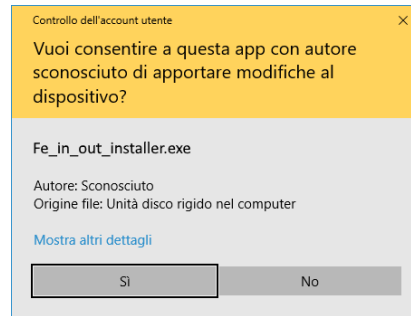 Controllo dell'account utente
Vuoi consentire a questa app con autore
sconosciuto di apportare modifiche al
dispositivo?
Fe_in_out_installer.exe
Autore: Sconosciuto
Origine file: Unità disco rigido nel computer
Mostra altri dettagli
Sì
No